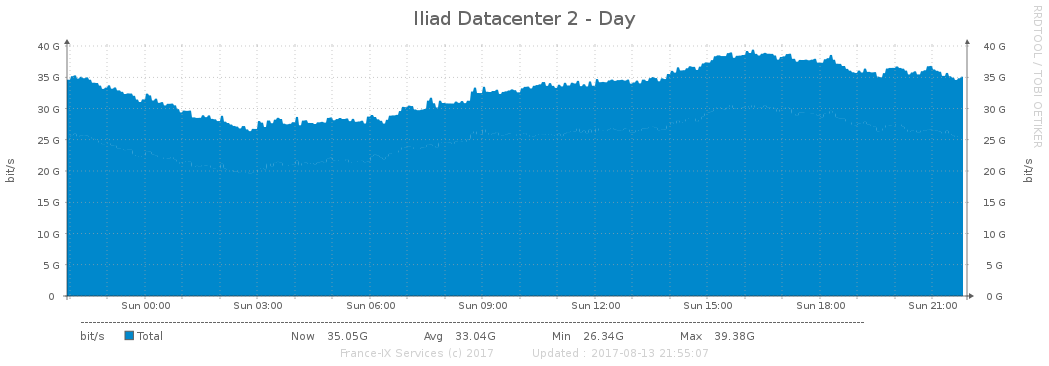 Iliad Datacenter 2 - Day
RRDTOOL / TOBI OETIKER
40 G 40 G
35 G 35 G
30 G 30 G
25 G 25 G
20 G 20 G
15 G 15 G
10 G 10 G
5 G 5 G
0 0 G
bit/s bit/s
Sun 00:00 Sun 03:00 Sun 06:00 Sun 09:00 Sun 12:00 Sun 15:00 Sun 18:00 Sun 21:00
bit/s Total Now 35.05G Avg 33.04G Min 26.34G Max 39.38G
France-IX Services (c) 2017 Updated : 2017-08-13 21:55:07